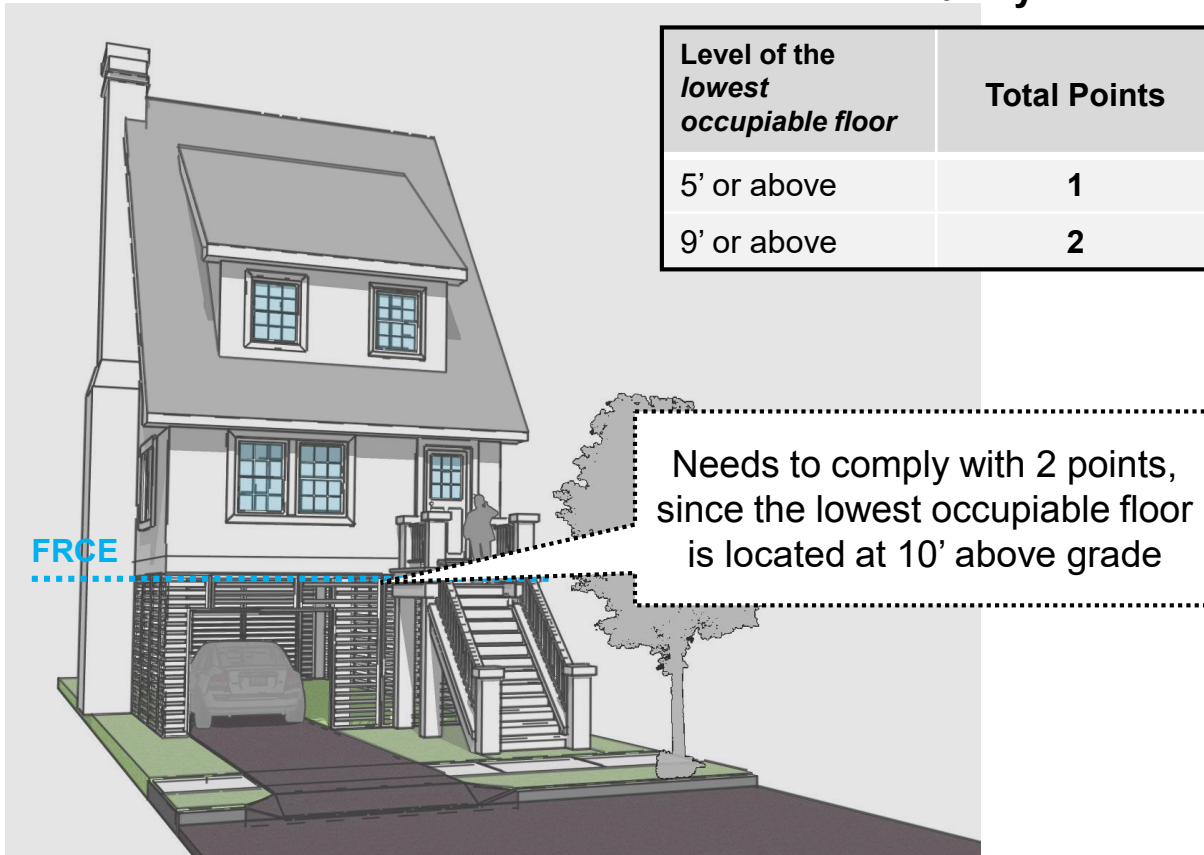 Level of the
lowest
occupiable floor
Total Points
5’ or above 1
9’ or above 2
Needs to comply with 2 points,
since the lowest occupiable floor
is located at 10’ above grade
FRCE